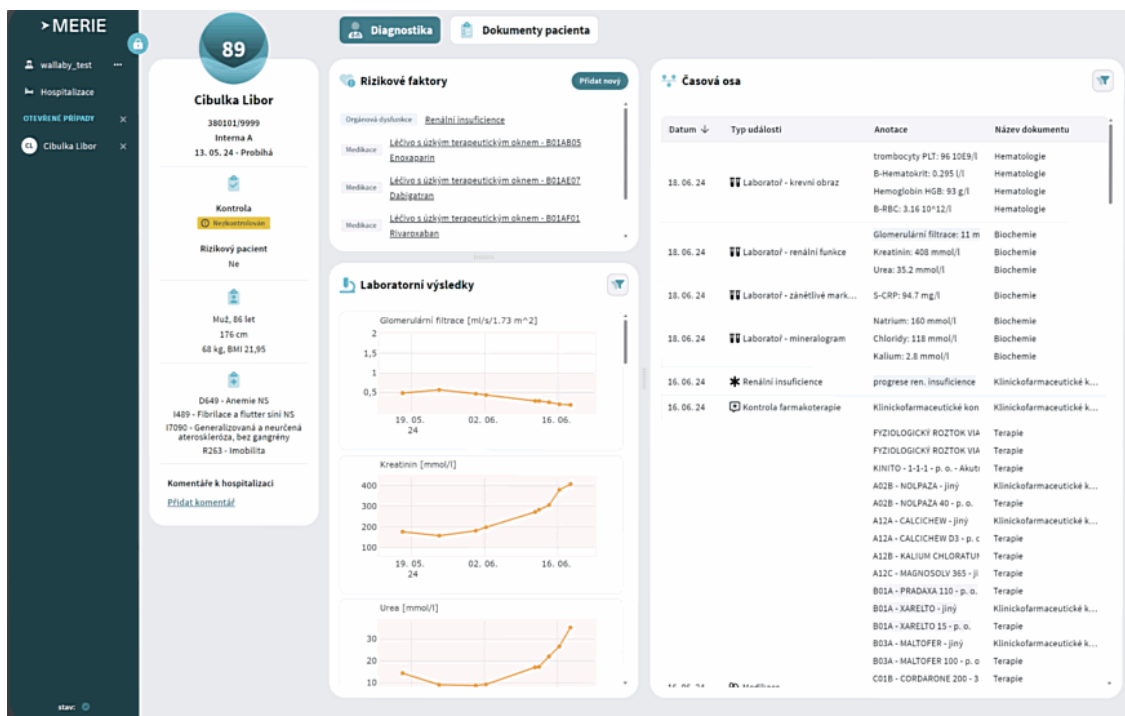 MERIE
wallaby_test
Hospitalizace
OTEVŘENÉ PŘÍPADY
CL Cibulka Libor
stav:
89
Cibulka Libor
380101/9999
Interna A
13. 05. 24 - Probíhá
Kontrola
Nezkontrolován
Rizikový pacient
Ne
Muž, 86 let
176 cm
68 kg, BMI 21,95
D649 - Anemie NS
I489 - Fibrilace a flutter síní NS
I7090 - Generalizovaná a neurčená
ateroskleróza, bez gangrény
R263 - Imobilita
Komentáře k hospitalizaci
Přidat komentář
Diagnostika
Dokumenty pacienta
Rizikové faktory
Přidat nový
Orgánová dysfunkce Renální insuficience
Medikace Léčivo s úzkým terapeutickým oknem - B01AB05
Enoxaparin
Medikace Léčivo s úzkým terapeutickým oknem - B01AE07
Dabigatran
Medikace Léčivo s úzkým terapeutickým oknem - B01AF01
Rivaroxaban
Laboratorní výsledky
Glomerulární filtrace [ml/s/1.73 m^2]
2
1,5
1
0,5
19. 05. 02. 06. 16. 06.
24
Kreatinin [mmol/l]
400
300
200
100
19. 05. 02. 06. 16. 06.
24
Urea [mmol/l]
30
20
10
Časová osa
Datum Typ události Anotace Název dokumentu
trombocyty PLT: 96 10E9/l Hematologie
B-Hematokrit: 0.295 l/l Hematologie
18. 06. 24 Laboratoř - krevní obraz
Hemoglobin HGB: 93 g/l Hematologie
B-RBC: 3.16 10^12/l Hematologie
Glomerulární filtrace: 11 m Biochemie
18. 06. 24 Laboratoř - renální funkce Kreatinin: 408 mmol/l Biochemie
Urea: 35.2 mmol/l Biochemie
18. 06. 24 Laboratoř - zánětlivé mark... S-CRP: 94.7 mg/l Biochemie
Natrium: 160 mmol/l Biochemie
18. 06. 24 Laboratoř - mineralogram Chloridy: 118 mmol/l Biochemie
Kalium: 2.8 mmol/l Biochemie
16. 06. 24 Renální insuficience progrese ren. insuficience Klinickofarmaceutické k...
16. 06. 24 Kontrola farmakoterapie Klinickofarmaceutické kon Klinickofarmaceutické k...
FYZIOLOGICKÝ ROZTOK VIA Terapie
FYZIOLOGICKÝ ROZTOK VIA Terapie
KINITO - 1-1-1 - p. o. - Akut Terapie
A02B - NOLPAZA - jiný Klinickofarmaceutické k...
A02B - NOLPAZA 40 - p. o. Terapie
A12A - CALCICHEW - jiný Klinickofarmaceutické k...
A12A - CALCICHEW D3 - p. c Terapie
A12B - KALIUM CHLORATUM Terapie
A12C - MAGNOSOLV 365 - ji Terapie
B01A - PRADAXA 110 - p. o. Terapie
B01A - XARELTO - jiný Klinickofarmaceutické k...
B01A - XARELTO 15 - p. o. Terapie
B03A - MALTOFER - jiný Klinickofarmaceutické k...
B03A - MALTOFER 100 - p. o Terapie
C01B - CORDARONE 200 - 3 Terapie
16. 06. 24 Medikace